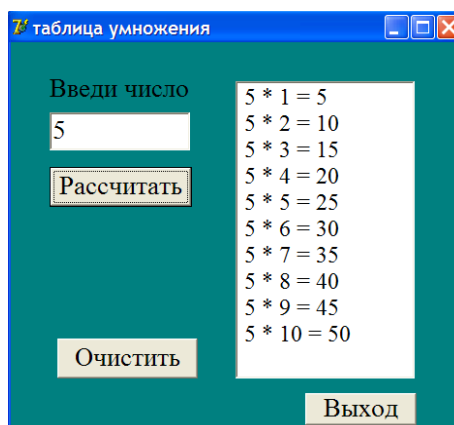 таблица умножения
Введи число
5
Рассчитать
5 * 1 = 5
5 * 2 = 10
5 * 3 = 15
5 * 4 = 20
5 * 5 = 25
5 * 6 = 30
5 * 7 = 35
5 * 8 = 40
5 * 9 = 45
5 * 10 = 50
Очистить
Выход